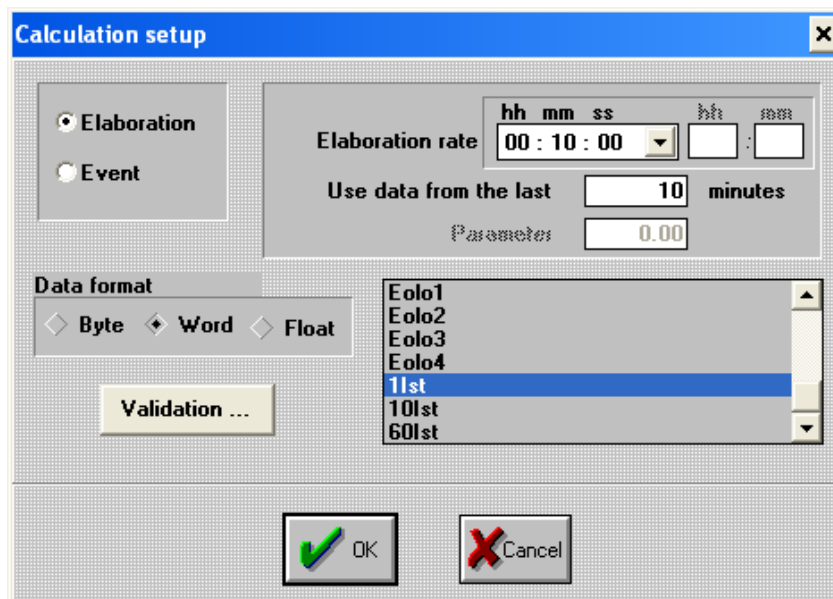 Calculation setup
Elaboration
Event
hh mm ss hh mm
Elaboration rate 00 : 10 : 00 :
Use data from the last 10 minutes
Parameter 0.00
Data format
Byte Word Float
Validation ...
Eolo1
Eolo2
Eolo3
Eolo4
1Ist
10Ist
60Ist
OK
Cancel